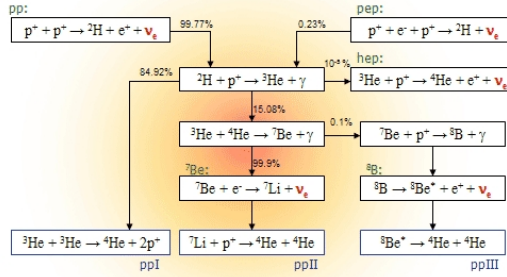 pp:
p⁺ + p⁺ → ²H + e⁺ + νₑ
99.77%
0.23%
pep:
p⁺ + e⁻ + p⁺ → ²H + νₑ
84.92%
²H + p⁺ → ³He + γ
10⁻⁵ %
hep:
³He + p⁺ → ⁴He + e⁺ + νₑ
15.08%
³He + ⁴He → ⁷Be + γ
0.1%
⁷Be + p⁺ → ⁸B + γ
99.9%
⁷Be:
⁷Be + e⁻ → ⁷Li + νₑ
⁸B:
⁸B → ⁸Be* + e⁺ + νₑ
³He + ³He → ⁴He + 2p⁺
⁷Li + p⁺ → ⁴He + ⁴He
⁸Be* → ⁴He + ⁴He
ppI
ppII
ppIII